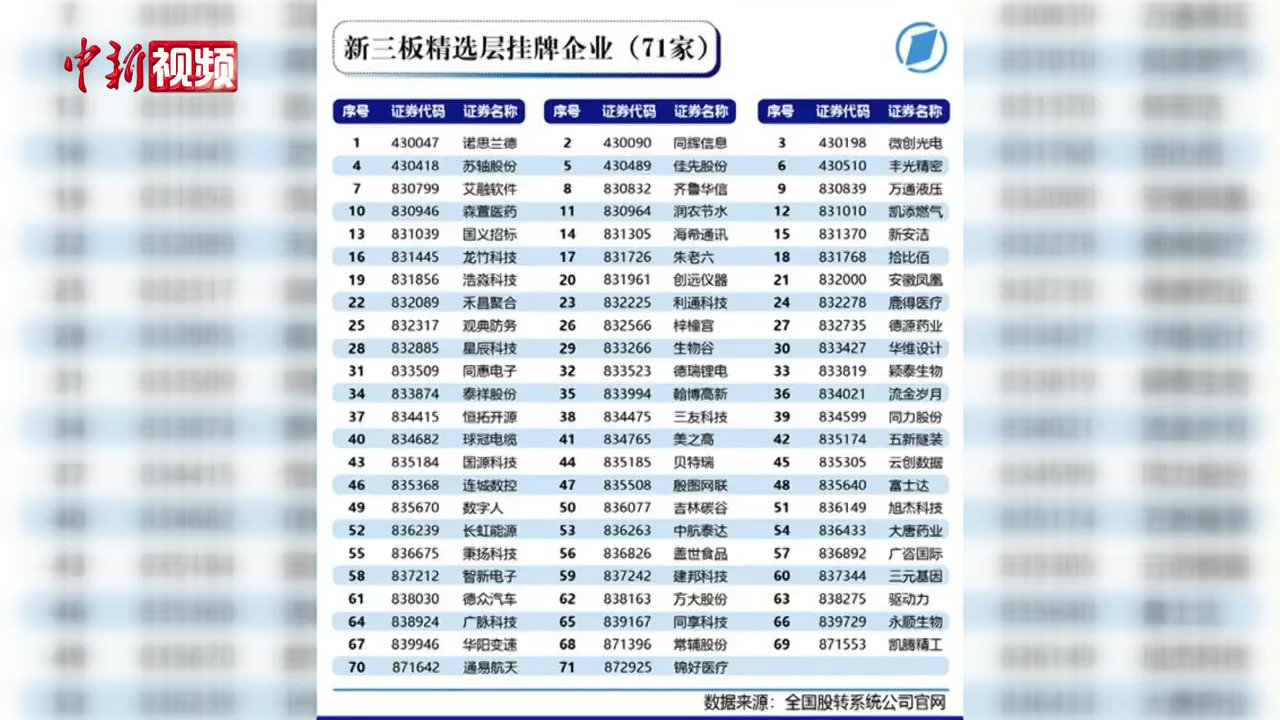 中新视频
新三板精选层挂牌企业（71家）
序号 证券代码 证券名称 序号 证券代码 证券名称 序号 证券代码 证券名称
1 430047 诺思兰德 2 430090 同辉信息 3 430198 微创光电
4 430418 苏轴股份 5 430489 佳先股份 6 430510 丰光精密
7 830799 艾融软件 8 830832 齐鲁华信 9 830839 万通液压
10 830946 森萱医药 11 830964 润农节水 12 831010 凯添燃气
13 831039 国义招标 14 831305 海希通讯 15 831370 新安洁
16 831445 龙竹科技 17 831726 朱老六 18 831768 拾比佰
19 831856 浩淼科技 20 831961 创远仪器 21 832000 安徽凤凰
22 832089 禾昌聚合 23 832225 利通科技 24 832278 鹿得医疗
25 832317 观典防务 26 832566 梓橦宫 27 832735 德源药业
28 832885 星辰科技 29 833266 生物谷 30 833427 华维设计
31 833509 同惠电子 32 833523 德瑞锂电 33 833819 颖泰生物
34 833874 泰祥股份 35 833994 翰博高新 36 834021 流金岁月
37 834415 恒拓开源 38 834475 三友科技 39 834599 同力股份
40 834682 球冠电缆 41 834765 美之高 42 835174 五新隧装
43 835184 国源科技 44 835185 贝特瑞 45 835305 云创数据
46 835368 连城数控 47 835508 殷图网联 48 835640 富士达
49 835670 数字人 50 836077 吉林碳谷 51 836149 旭杰科技
52 836239 长虹能源 53 836263 中航泰达 54 836433 大唐药业
55 836675 秉扬科技 56 836826 盖世食品 57 836892 广咨国际
58 837212 智新电子 59 837242 建邦科技 60 837344 三元基因
61 838030 德众汽车 62 838163 方大股份 63 838275 驱动力
64 838924 广脉科技 65 839167 同享科技 66 839729 永顺生物
67 839946 华阳变速 68 871396 常辅股份 69 871553 凯腾精工
70 871642 通易航天 71 872925 锦好医疗
数据来源：全国股转系统公司官网